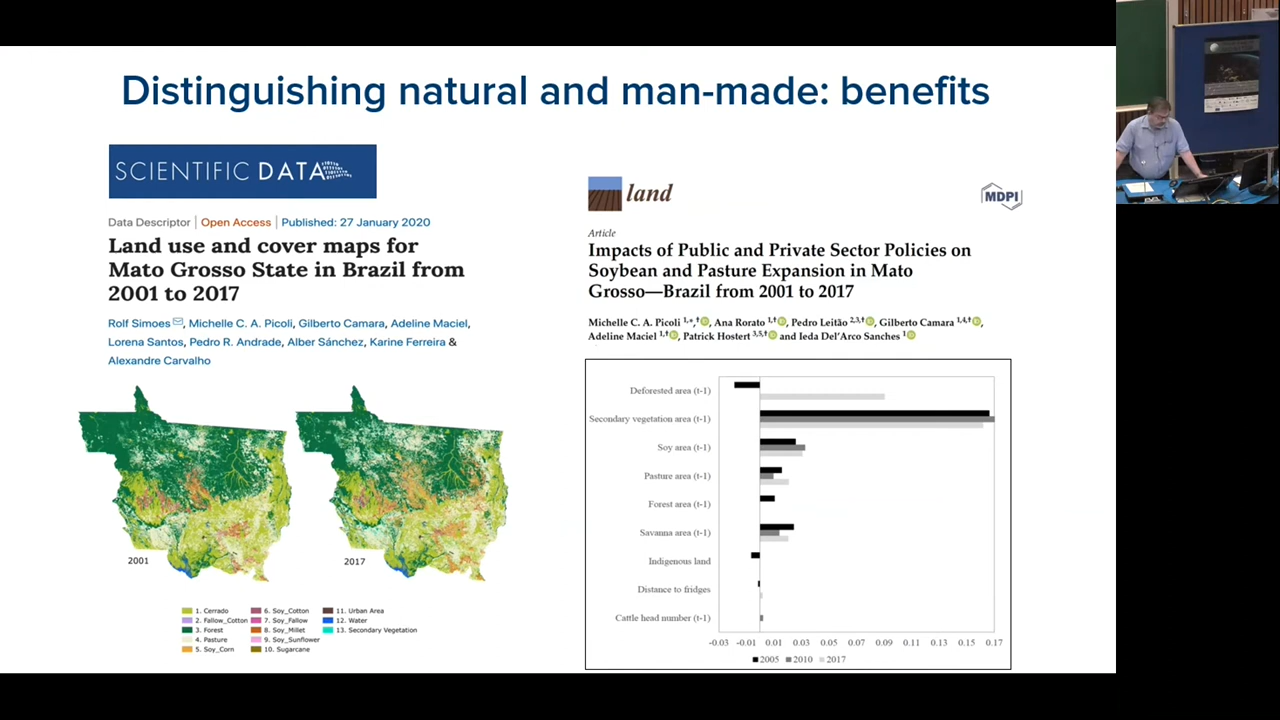 Distinguishing natural and man-made: benefits
SCIENTIFIC DATA
Data Descriptor | Open Access | Published: 27 January 2020
Land use and cover maps for
Mato Grosso State in Brazil from
2001 to 2017
Rolf Simoes, Michelle C. A. Picoli, Gilberto Camara, Adeline Maciel,
Lorena Santos, Pedro R. Andrade, Alber Sánchez, Karine Ferreira &
Alexandre Carvalho
2001
2017
1. Cerrado
2. Fallow_Cotton
3. Forest
4. Pasture
5. Soy_Corn
6. Soy_Cotton
7. Soy_Fallow
8. Soy_Millet
9. Soy_Sunflower
10. Sugarcane
11. Urban Area
12. Water
13. Secondary Vegetation
land
MDPI
Article
Impacts of Public and Private Sector Policies on
Soybean and Pasture Expansion in Mato
Grosso—Brazil from 2001 to 2017
Michelle C. A. Picoli 1,*,†, Ana Rorato 1,†, Pedro Leitão 2,3,†, Gilberto Camara 1,4,†,
Adeline Maciel 1,†, Patrick Hostert 3,5,† and Ieda Del'Arco Sanches 1
Deforested area (t-1)
Secondary vegetation area (t-1)
Soy area (t-1)
Pasture area (t-1)
Forest area (t-1)
Savanna area (t-1)
Indigenous land
Distance to fridges
Cattle head number (t-1)
-0.03 -0.01 0.01 0.03 0.05 0.07 0.09 0.11 0.13 0.15 0.17
2005 2010 2017